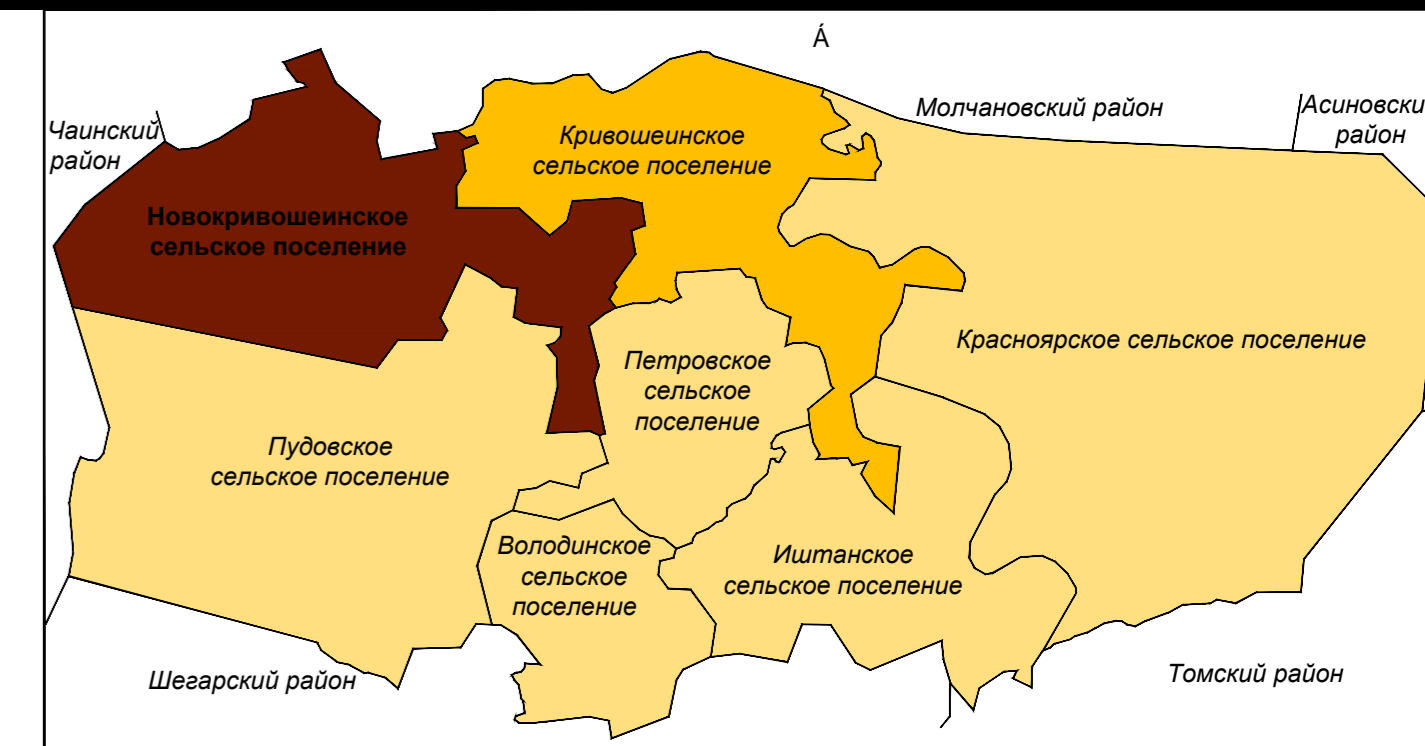 Á
Молчановский район
Асиновски
район
Чаинский
район
Кривошеинское
сельское поселение
Новокривошеинское
сельское поселение
Красноярское сельское поселение
Петровское
сельское
поселение
Пудовское
сельское поселение
Володинское
сельское
поселение
Иштанское
сельское поселение
Шегарский район
Томский район